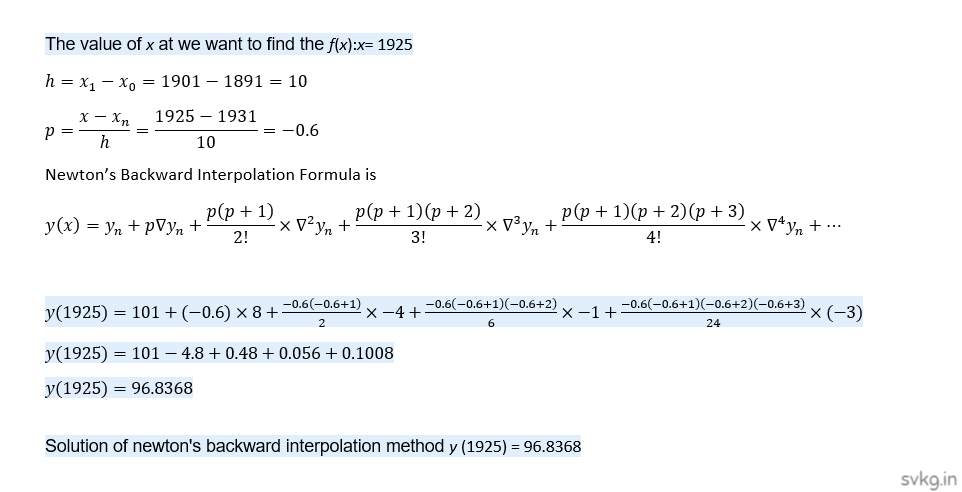 The value of x at we want to find the f(x):x= 1925
h = x₁ − x₀ = 1901 − 1891 = 10
p = (x − xₙ)/h = (1925 − 1931)/10 = −0.6
Newton’s Backward Interpolation Formula is
y(x) = yₙ + p∇yₙ + p(p + 1)/2! × ∇²yₙ + p(p + 1)(p + 2)/3! × ∇³yₙ + p(p + 1)(p + 2)(p + 3)/4! × ∇⁴yₙ + ⋯
y(1925) = 101 + (−0.6) × 8 + −0.6(−0.6+1)/2 × −4 + −0.6(−0.6+1)(−0.6+2)/6 × −1 + −0.6(−0.6+1)(−0.6+2)(−0.6+3)/24 × (−3)
y(1925) = 101 − 4.8 + 0.48 + 0.056 + 0.1008
y(1925) = 96.8368
Solution of newton's backward interpolation method y (1925) = 96.8368
svkg.in